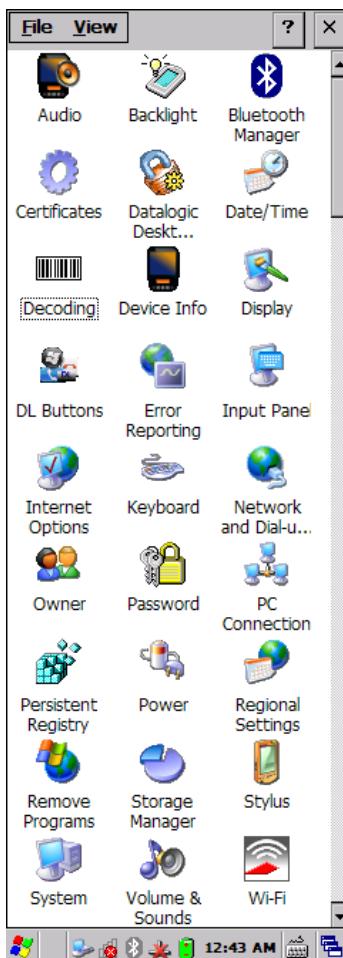 File View ? ×
Audio Backlight Bluetooth
Manager
Certificates Datalogic Date/Time
Deskt...
Decoding Device Info Display
DL Buttons Error Input Panel
Reporting
Internet Keyboard Network
Options and Dial-u...
Owner Password PC
Connection
Persistent Power Regional
Registry Settings
Remove Storage Stylus
Programs Manager
System Volume & Wi-Fi
Sounds
12:43 AM